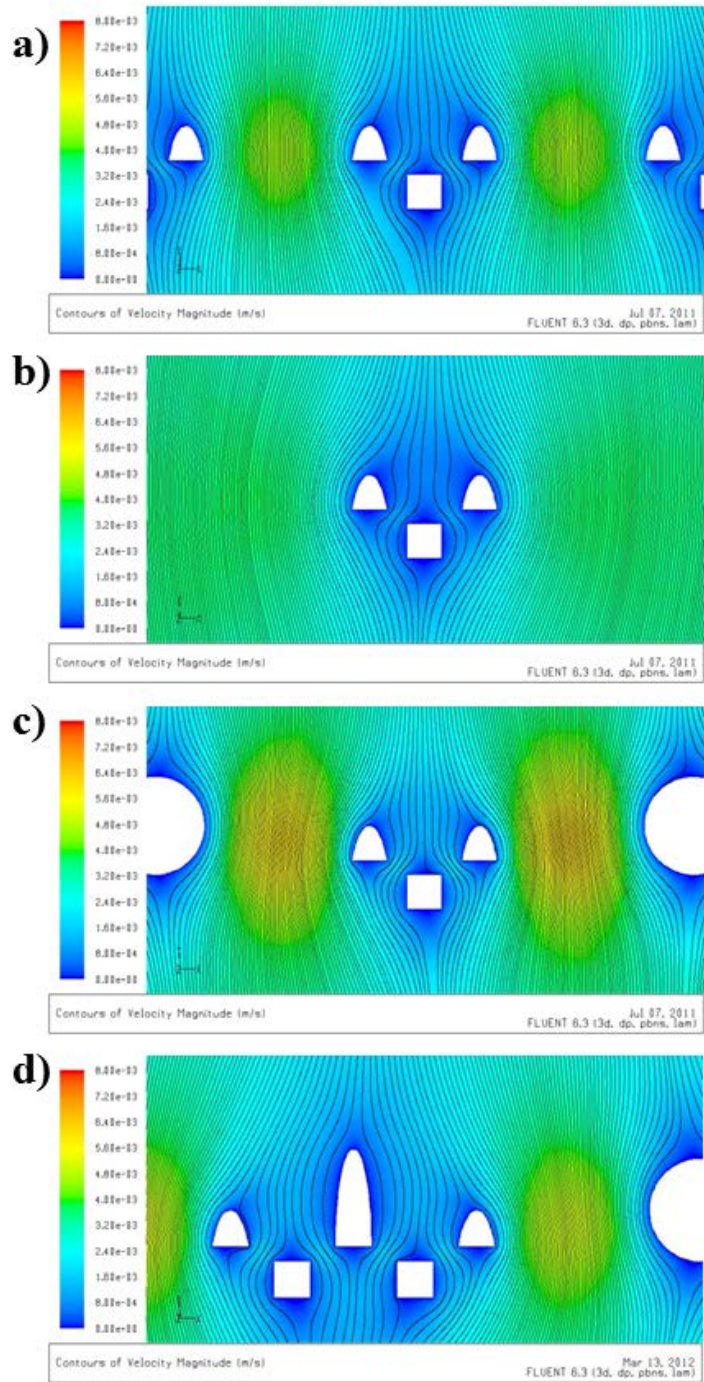 a)
8.00e-03
7.20e-03
6.40e-03
5.60e-03
4.80e-03
4.00e-03
3.20e-03
2.40e-03
1.60e-03
8.00e-04
0.00e+00
Contours of Velocity Magnitude (m/s)
Jul 07, 2011
FLUENT 6.3 (3d, dp, pbns, lam)
b)
8.00e-03
7.20e-03
6.40e-03
5.60e-03
4.80e-03
4.00e-03
3.20e-03
2.40e-03
1.60e-03
8.00e-04
0.00e+00
Contours of Velocity Magnitude (m/s)
Jul 07, 2011
FLUENT 6.3 (3d, dp, pbns, lam)
c)
8.00e-03
7.20e-03
6.40e-03
5.60e-03
4.80e-03
4.00e-03
3.20e-03
2.40e-03
1.60e-03
8.00e-04
0.00e+00
Contours of Velocity Magnitude (m/s)
Jul 07, 2011
FLUENT 6.3 (3d, dp, pbns, lam)
d)
8.00e-03
7.20e-03
6.40e-03
5.60e-03
4.80e-03
4.00e-03
3.20e-03
2.40e-03
1.60e-03
8.00e-04
0.00e+00
Contours of Velocity Magnitude (m/s)
Mar 13, 2012
FLUENT 6.3 (3d, dp, pbns, lam)